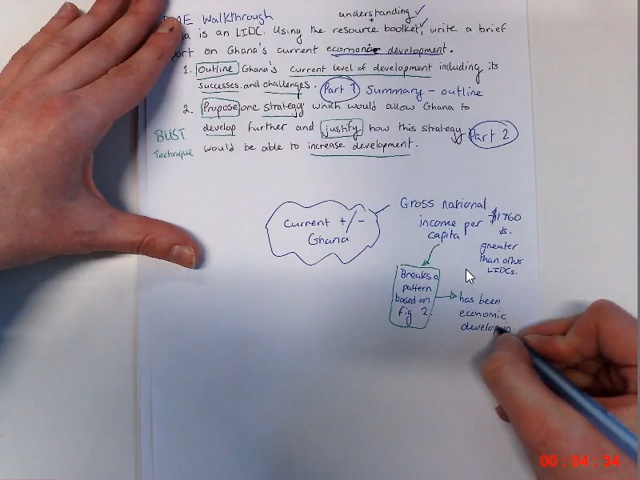 Walkthrough understanding ✓
is an LIDC. Using the resource booklet, write a brief
on Ghana's current economic development.
1. Outline Ghana's current level of development including its
successes and challenges. Part 1 Summary - outline
2. Propose one strategy which would allow Ghana to
develop further and justify how this strategy Part 2
would be able to increase development.
BUST
Technique
Current +/-
Ghana
Gross national
income per
capita
$1760
vs.
greater
than other
LIDCs.
Breaks a
pattern
based on
fig 2.
has been
economic
00:04:34